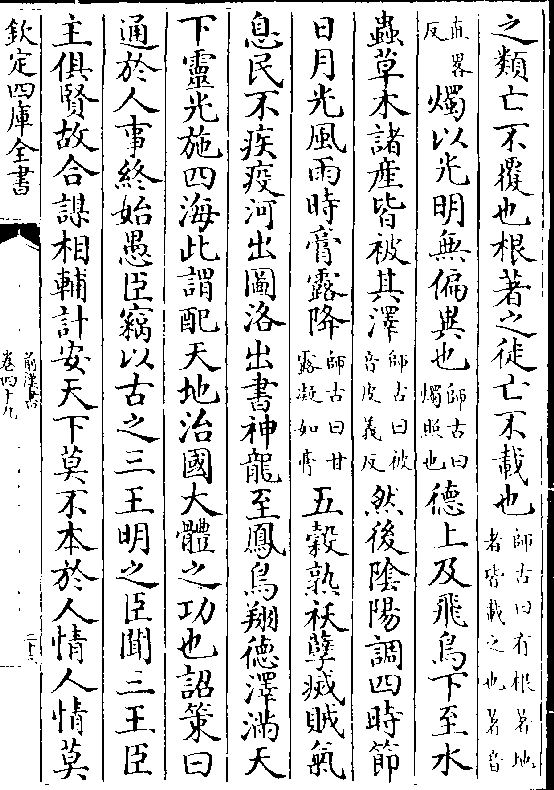 之類亡不覆也根著之徒亡不載也師古曰有根著地者皆載之也著音
直畧反燭以光明無偏異也師古曰燭照也德上及飛鳥下至水
蟲草木諸産皆被其澤師古曰被音皮義反然後陰陽調四時節
日月光風雨時膏露降師古曰甘露凝如膏五穀熟祅孽滅賊氣
息民不疾疫河出圖洛出書神龍至鳳鳥翔德澤滿天
下靈光施四海此謂配天地治國大體之功也詔策曰
通於人事終始愚臣竊以古之三王明之臣聞三王臣
主俱賢故合謀相輔計安天下莫不本於人情人情莫
欽定四庫全書
前漢書
卷四十九
二十二